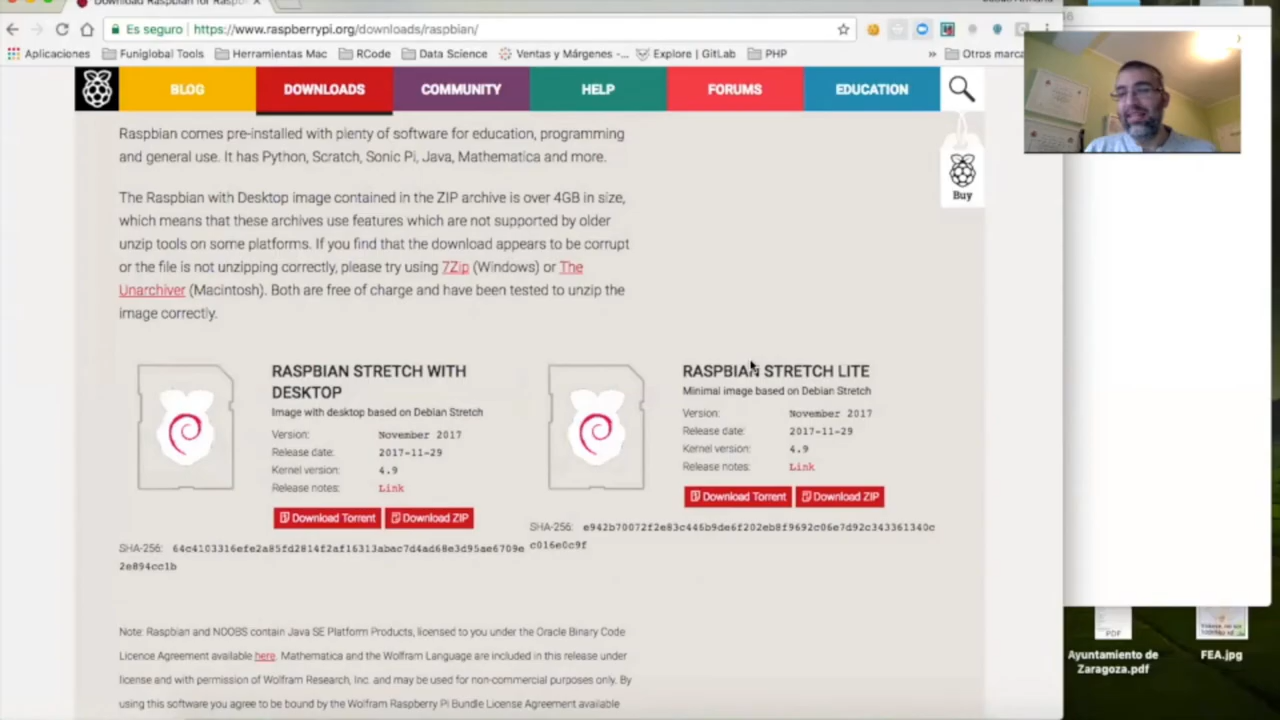 Download Raspbian for Raspb
Es seguro
https://www.raspberrypi.org/downloads/raspbian/
Aplicaciones
Funiglobal Tools
Herramientas Mac
RCode
Data Science
Ventas y Márgenes -...
Explore | GitLab
PHP
»
Otros marca
BLOG
DOWNLOADS
COMMUNITY
HELP
FORUMS
EDUCATION
Buy
Raspbian comes pre-installed with plenty of software for education, programming
and general use. It has Python, Scratch, Sonic Pi, Java, Mathematica and more.
The Raspbian with Desktop image contained in the ZIP archive is over 4GB in size,
which means that these archives use features which are not supported by older
unzip tools on some platforms. If you find that the download appears to be corrupt
or the file is not unzipping correctly, please try using 7Zip (Windows) or The
Unarchiver (Macintosh). Both are free of charge and have been tested to unzip the
image correctly.
RASPBIAN STRETCH WITH
DESKTOP
Image with desktop based on Debian Stretch
Version: November 2017
Release date: 2017-11-29
Kernel version: 4.9
Release notes: Link
Download Torrent
Download ZIP
SHA-256: 64c4103316efe2a85fd2814f2af16313abac7d4ad68e3d95ae6709e
2e894cc1b
RASPBIAN STRETCH LITE
Minimal image based on Debian Stretch
Version: November 2017
Release date: 2017-11-29
Kernel version: 4.9
Release notes: Link
Download Torrent
Download ZIP
SHA-256: e942b70072f2e83c446b9de6f202eb8f9692c06e7d92c343361340c
c016e0c9f
Note: Raspbian and NOOBS contain Java SE Platform Products, licensed to you under the Oracle Binary Code
Licence Agreement available here. Mathematica and the Wolfram Language are included in this release under
license and with permission of Wolfram Research, Inc. and may be used for non-commercial purposes only. By
using this software you agree to be bound by the Wolfram Raspberry Pi Bundle License Agreement available
PDF
Ayuntamiento de
Zaragoza.pdf
FEA.jpg